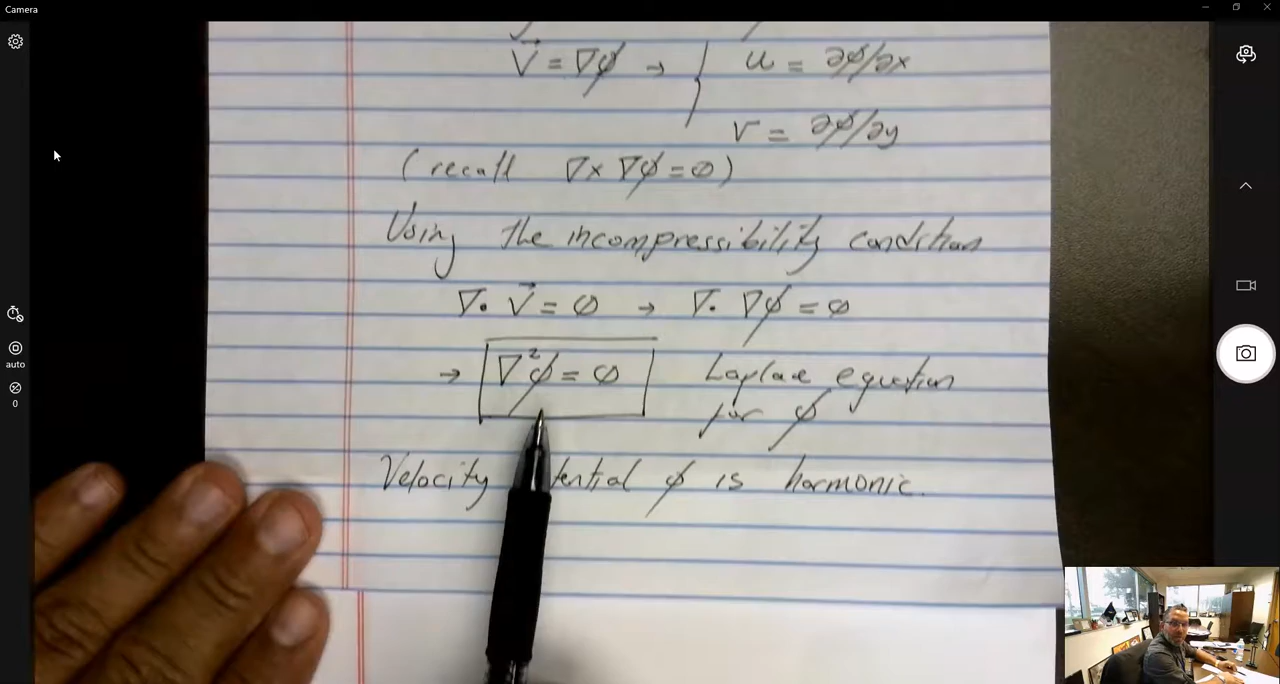 Camera
V⃗ = ∇ϕ → { u = ∂ϕ/∂x
v = ∂ϕ/∂y
(recall ∇× ∇ϕ = 0)
Using the incompressibility condition
∇· V⃗ = 0 → ∇· ∇ϕ = 0
→ ∇²ϕ = 0 Laplace equation
for ϕ
Velocity tential ϕ is harmonic.
auto
0